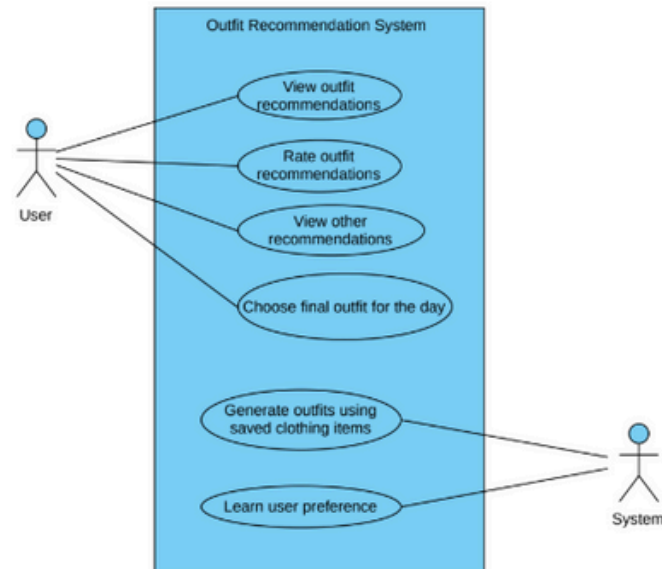 Outfit Recommendation System
View outfit
recommendations
Rate outfit
recommendations
User
View other
recommendations
Choose final outfit for the day
Generate outfits using
saved clothing items
Learn user preference
System